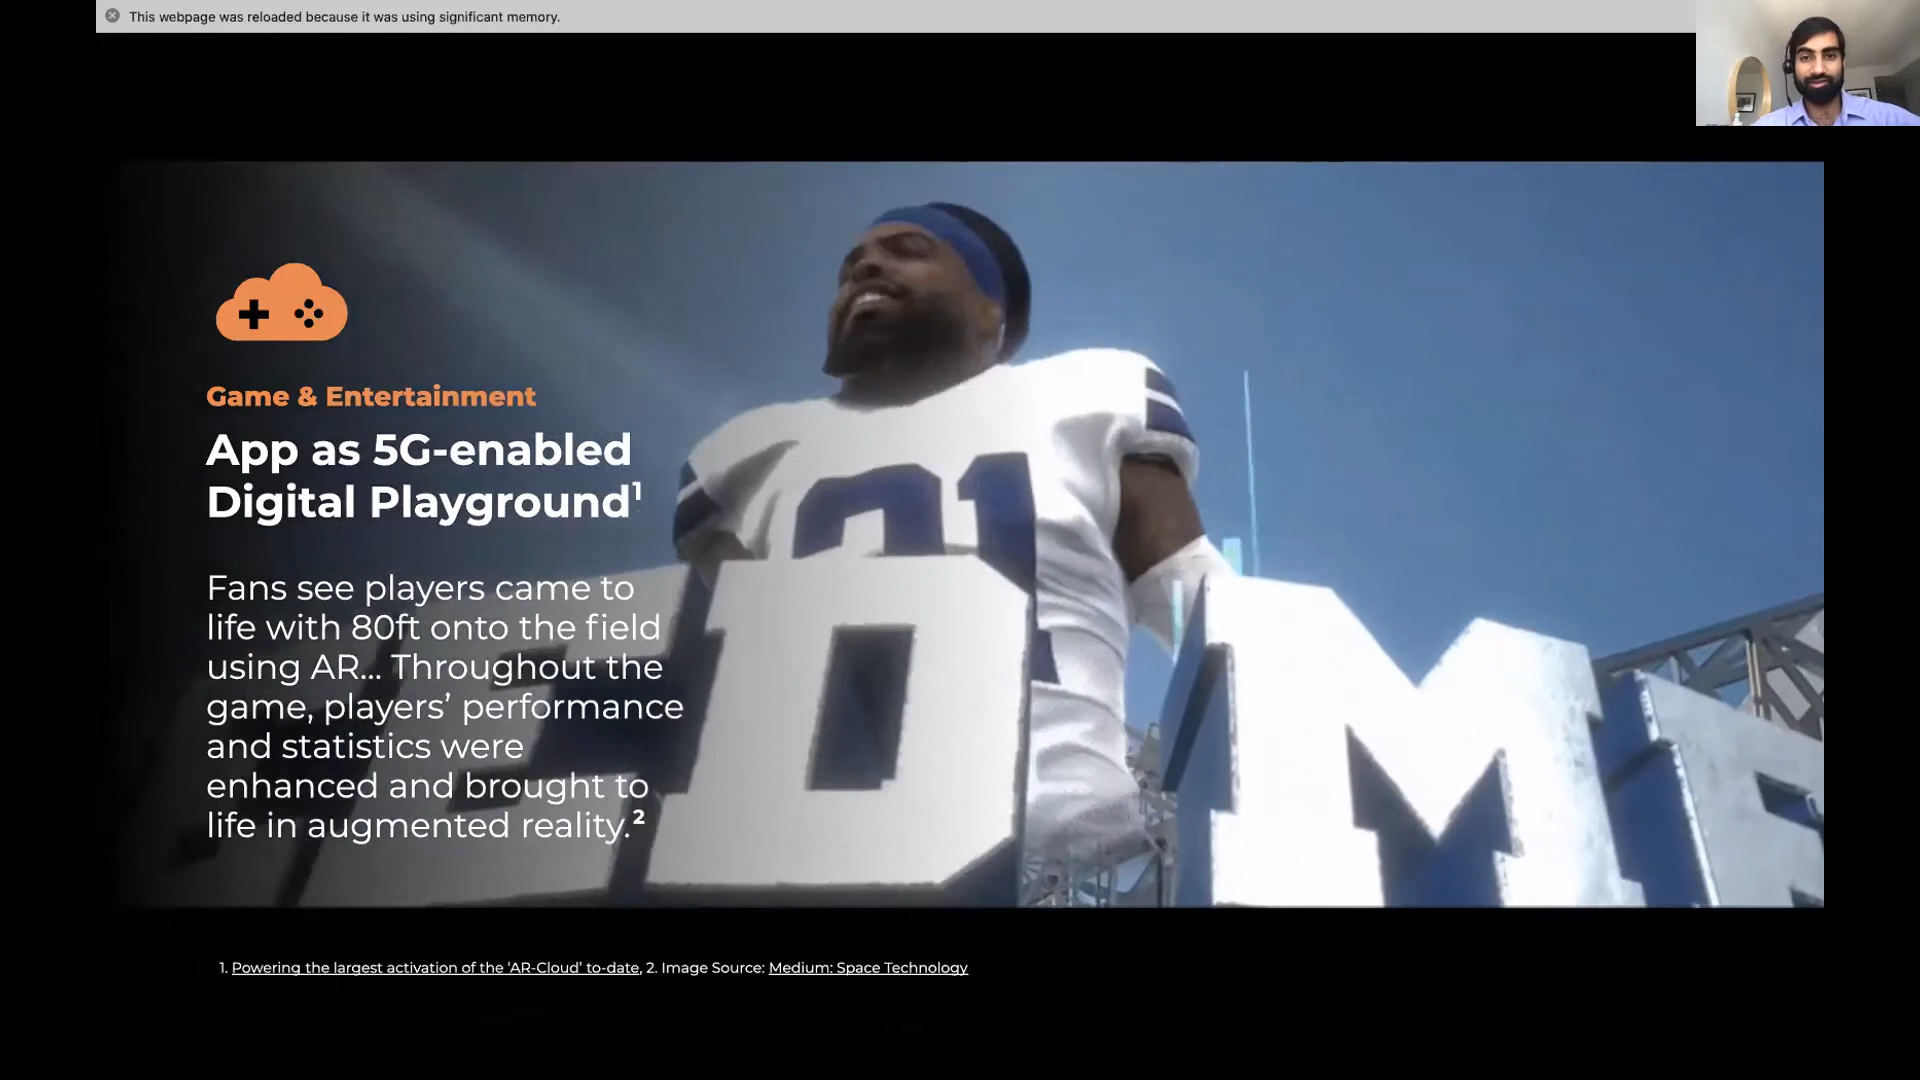 This webpage was reloaded because it was using significant memory.
Game & Entertainment
App as 5G-enabled
Digital Playground¹
Fans see players came to
life with 80ft onto the field
using AR... Throughout the
game, players’ performance
and statistics were
enhanced and brought to
life in augmented reality.²
21
ED ME
1. Powering the largest activation of the ‘AR-Cloud’ to-date, 2. Image Source: Medium: Space Technology